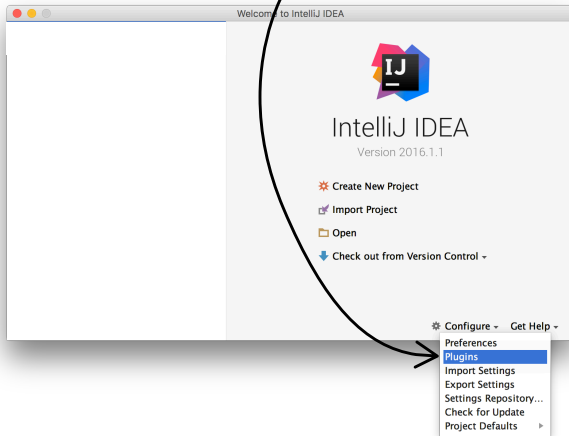 Welcome to IntelliJ IDEA
IJ
IntelliJ IDEA
Version 2016.1.1
Create New Project
Import Project
Open
Check out from Version Control
Configure Get Help
Preferences
Plugins
Import Settings
Export Settings
Settings Repository...
Check for Update
Project Defaults